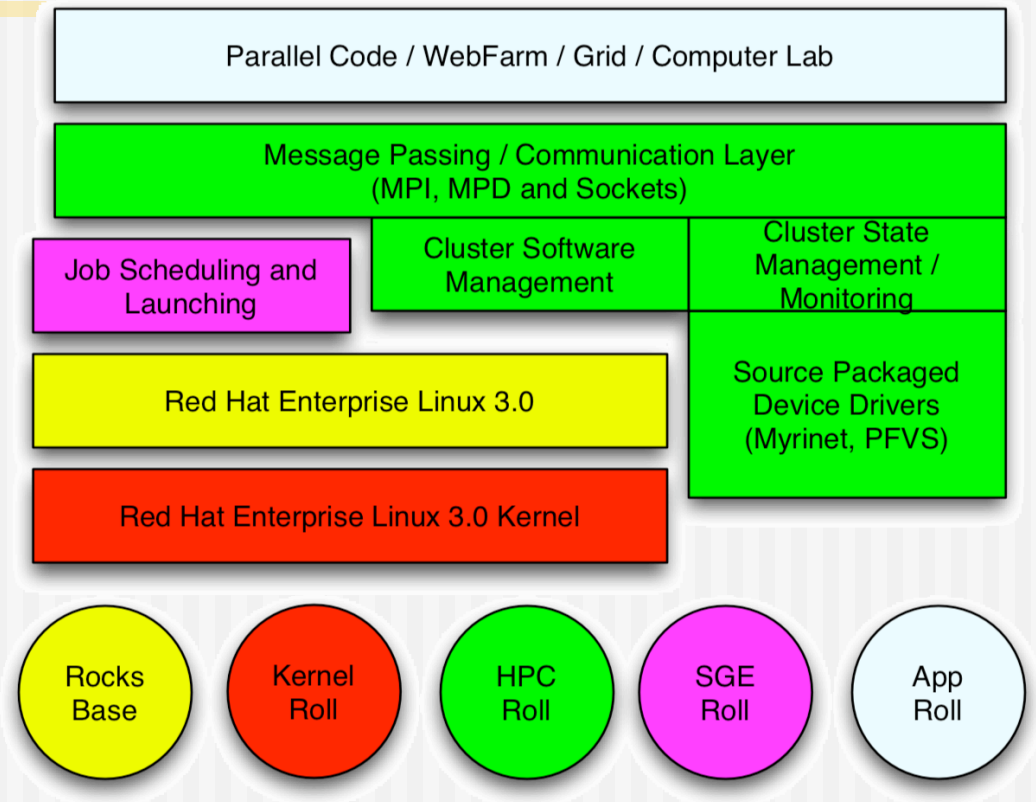 Parallel Code / WebFarm / Grid / Computer Lab
Message Passing / Communication Layer
(MPI, MPD and Sockets)
Job Scheduling and
Launching
Cluster Software
Management
Cluster State
Management /
Monitoring
Red Hat Enterprise Linux 3.0
Source Packaged
Device Drivers
(Myrinet, PFVS)
Red Hat Enterprise Linux 3.0 Kernel
Rocks
Base
Kernel
Roll
HPC
Roll
SGE
Roll
App
Roll